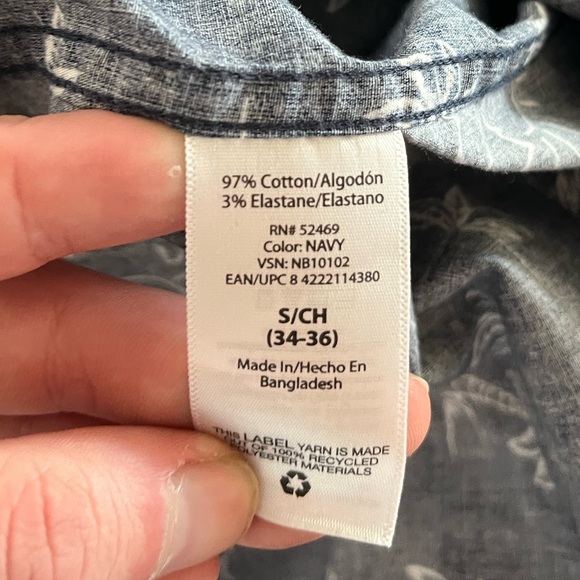 97% Cotton/Algodón
3% Elastane/Elastano
RN# 52469
Color: NAVY
VSN: NB10102
EAN/UPC 8 4222114380
S/CH
(34-36)
Made In/Hecho En
Bangladesh
THIS LABEL YARN IS MADE
OUT OF 100% RECYCLED
POLYESTER MATERIALS